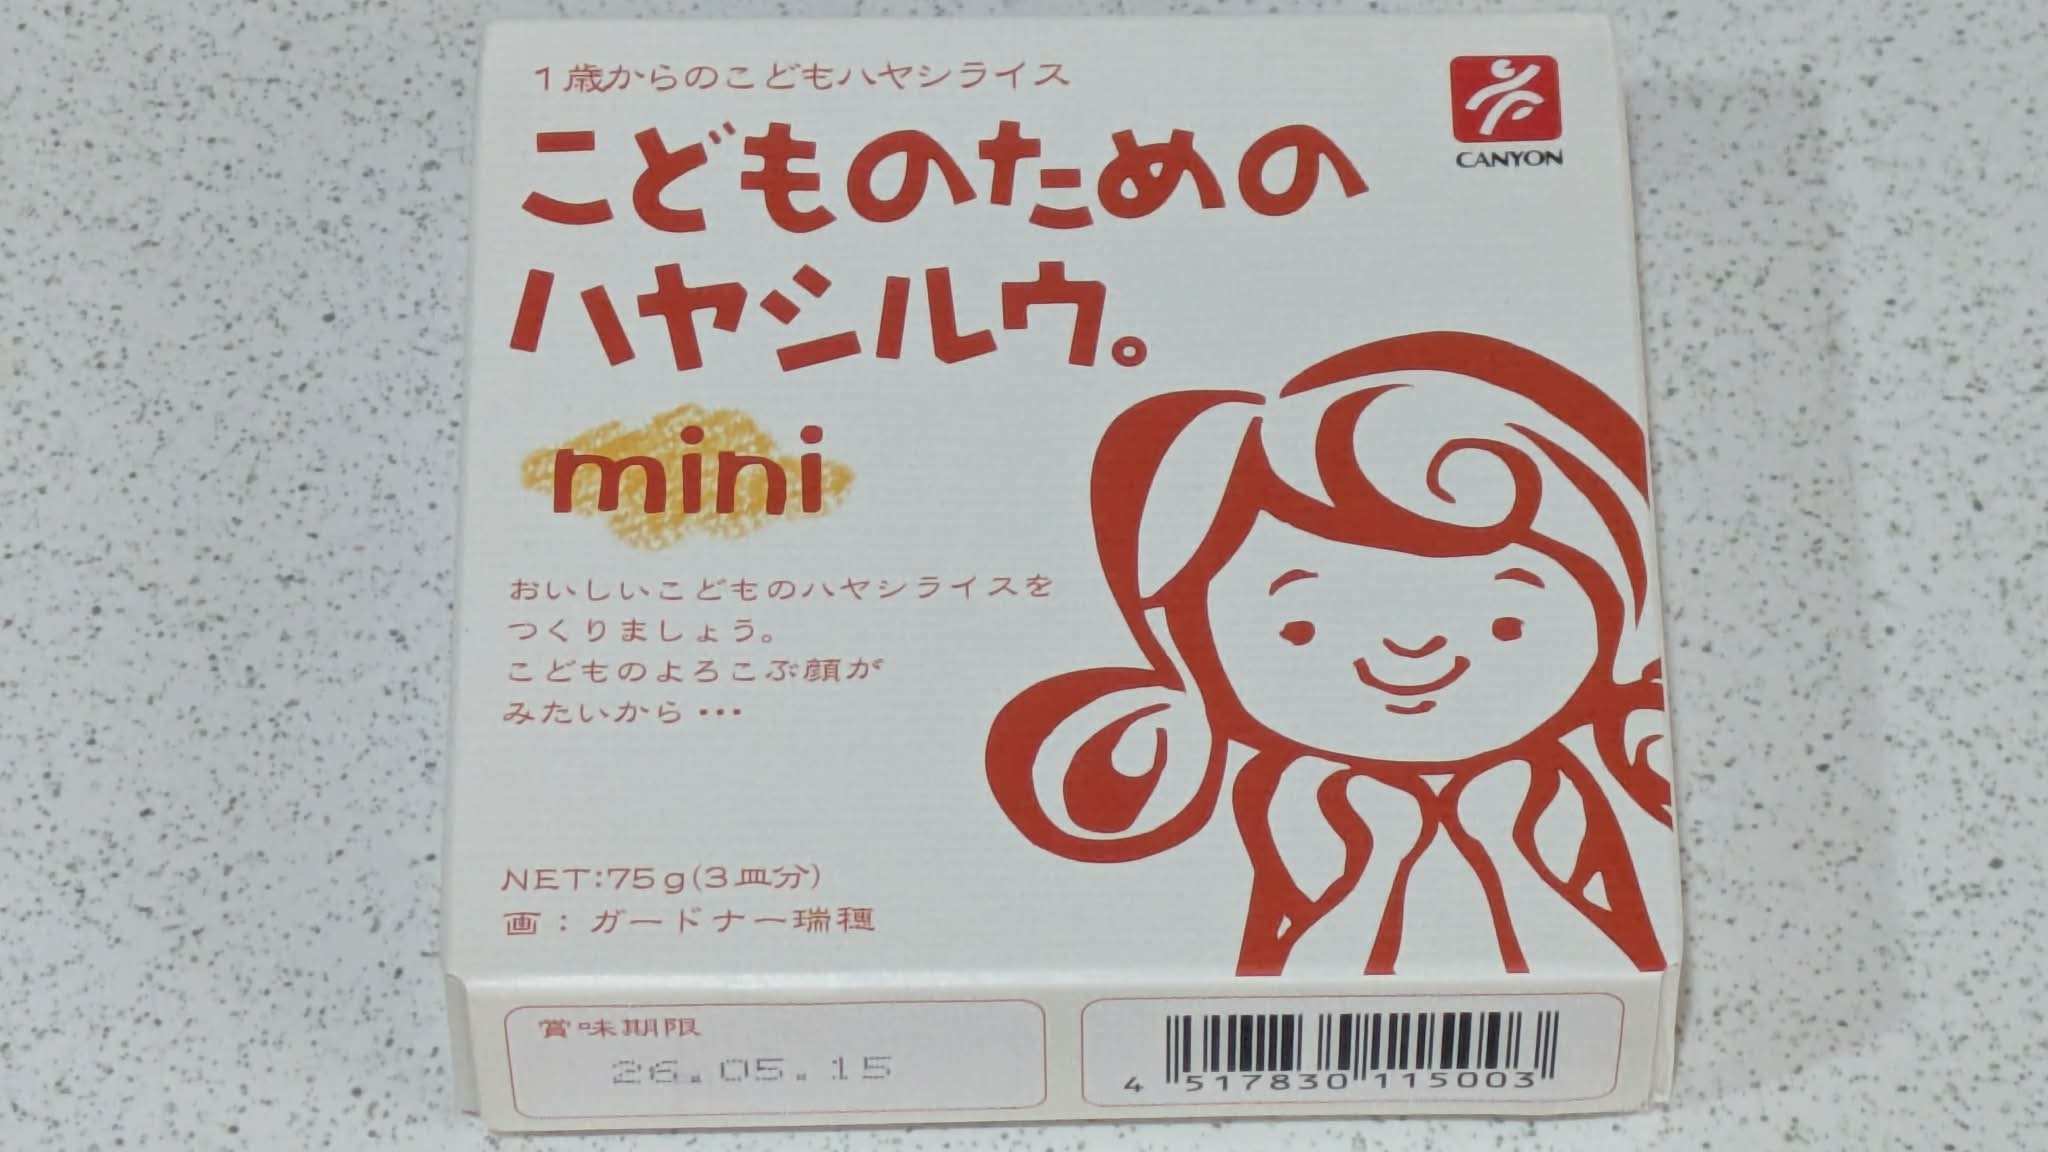 1歳からのこどもハヤシライス
こどものための
ハヤシルウ。
CANYON
mini
おいしいこどものハヤシライスを
つくりましょう。
こどものよろこぶ顔が
みたいから・・・
NET:75g(3皿分)
画：ガードナー瑞穂
賞味期限
26.05.15
4 517830 115003